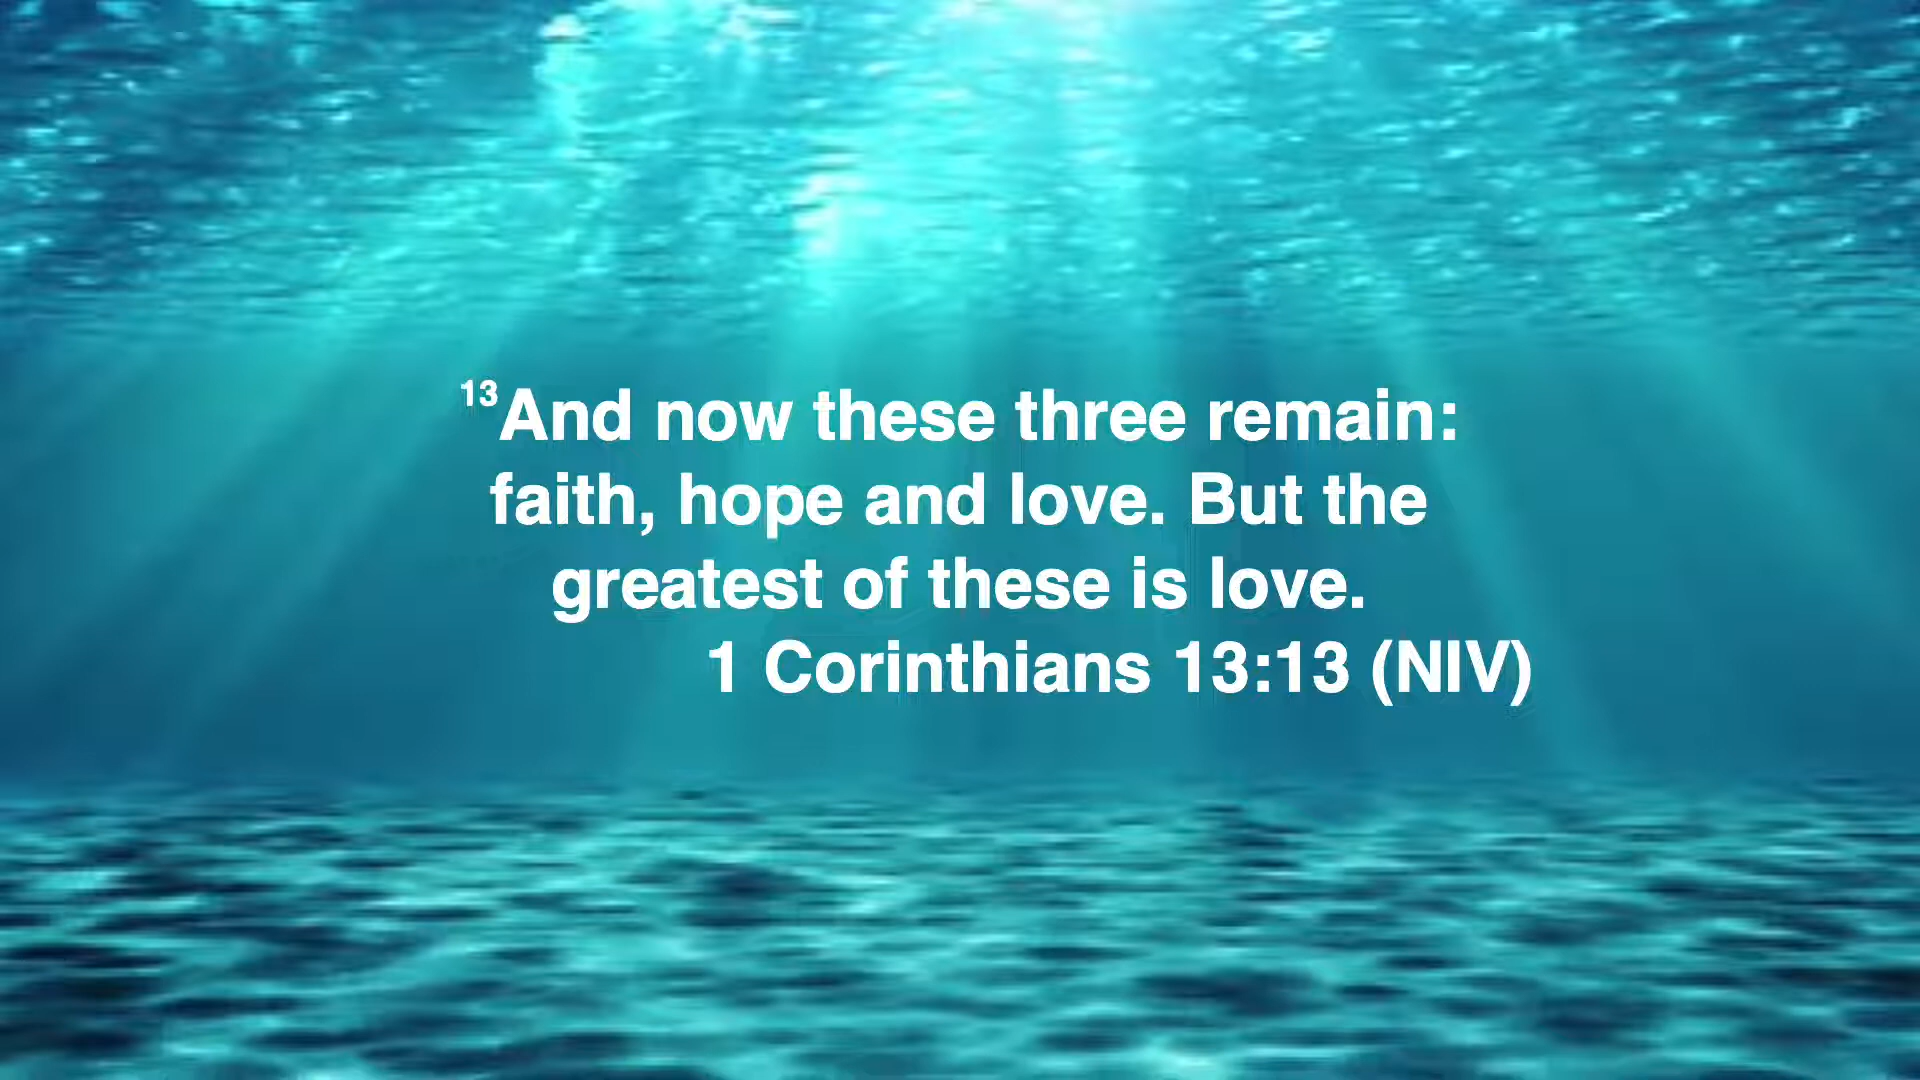 ¹³And now these three remain:
faith, hope and love. But the
greatest of these is love.
1 Corinthians 13:13 (NIV)